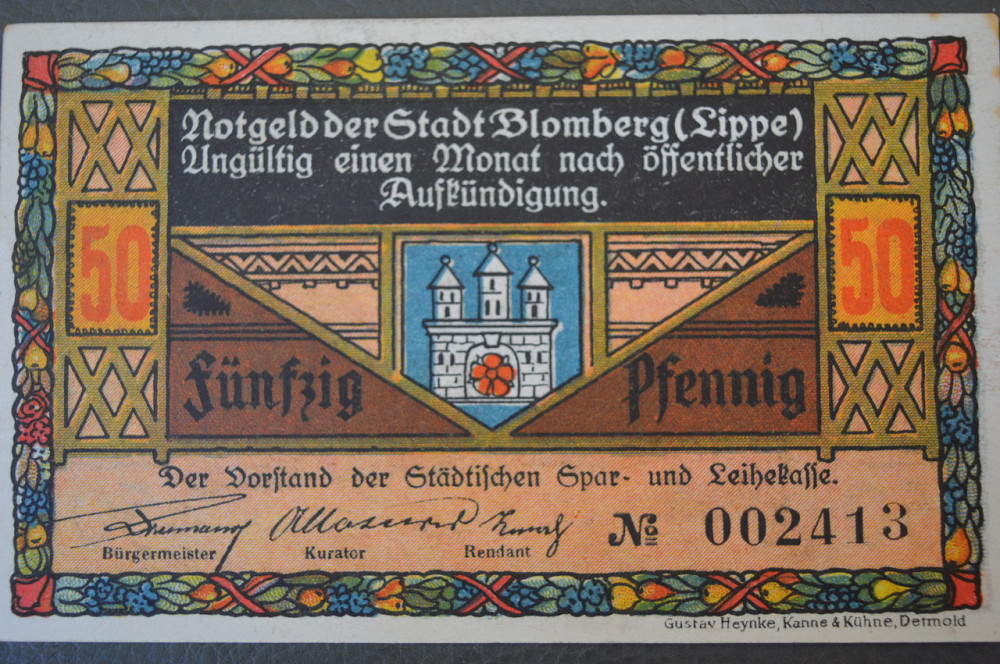 Notgeld der Stadt Blomberg (Lippe)
Ungültig einen Monat nach öffentlicher
Aufkündigung.
50
50
Fünfzig
Pfennig
Der Vorstand der Städtischen Spar- und Leihekasse.
Bürgermeister
Kurator
Rendant
No 002413
Gustav Heynke, Kanne & Kühne, Detmold